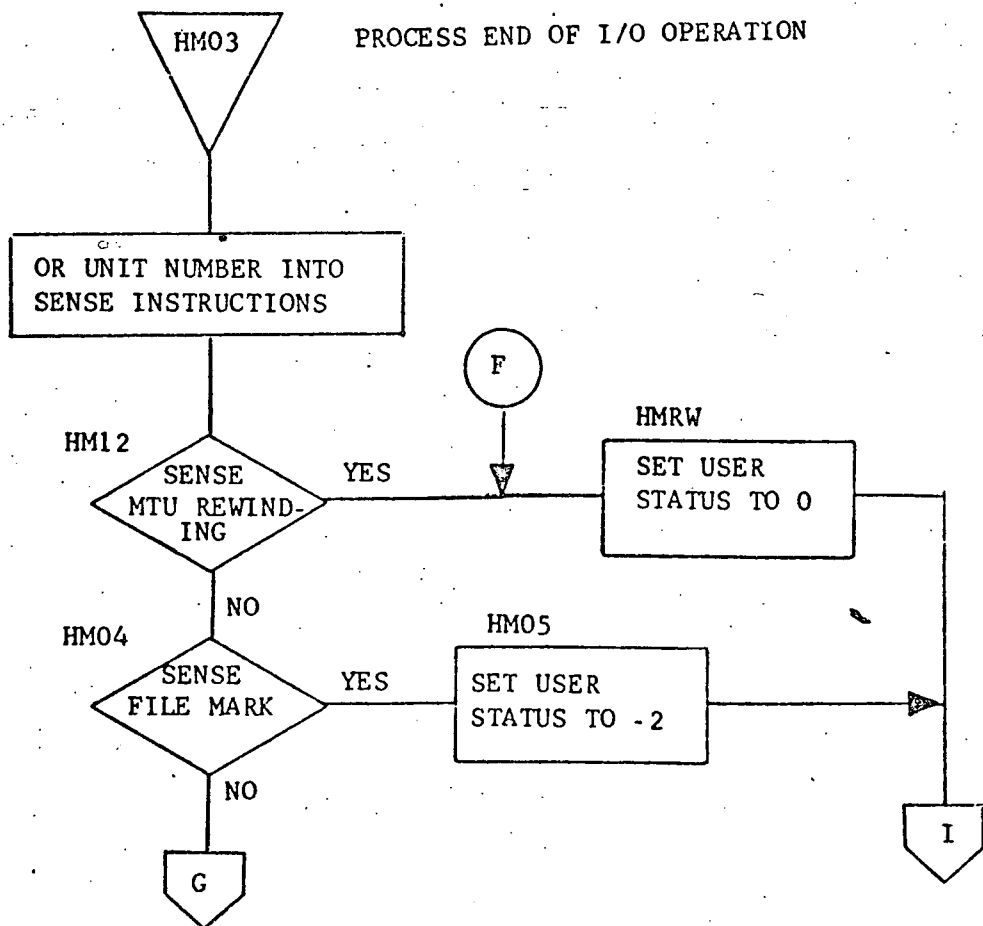 HM03
PROCESS END OF I/O OPERATION
OR UNIT NUMBER INTO
SENSE INSTRUCTIONS
F
HM12
SENSE
MTU REWIND-
ING
YES
HMRW
SET USER
STATUS TO 0
NO
HM04
SENSE
FILE MARK
YES
HM05
SET USER
STATUS TO -2
NO
G
I